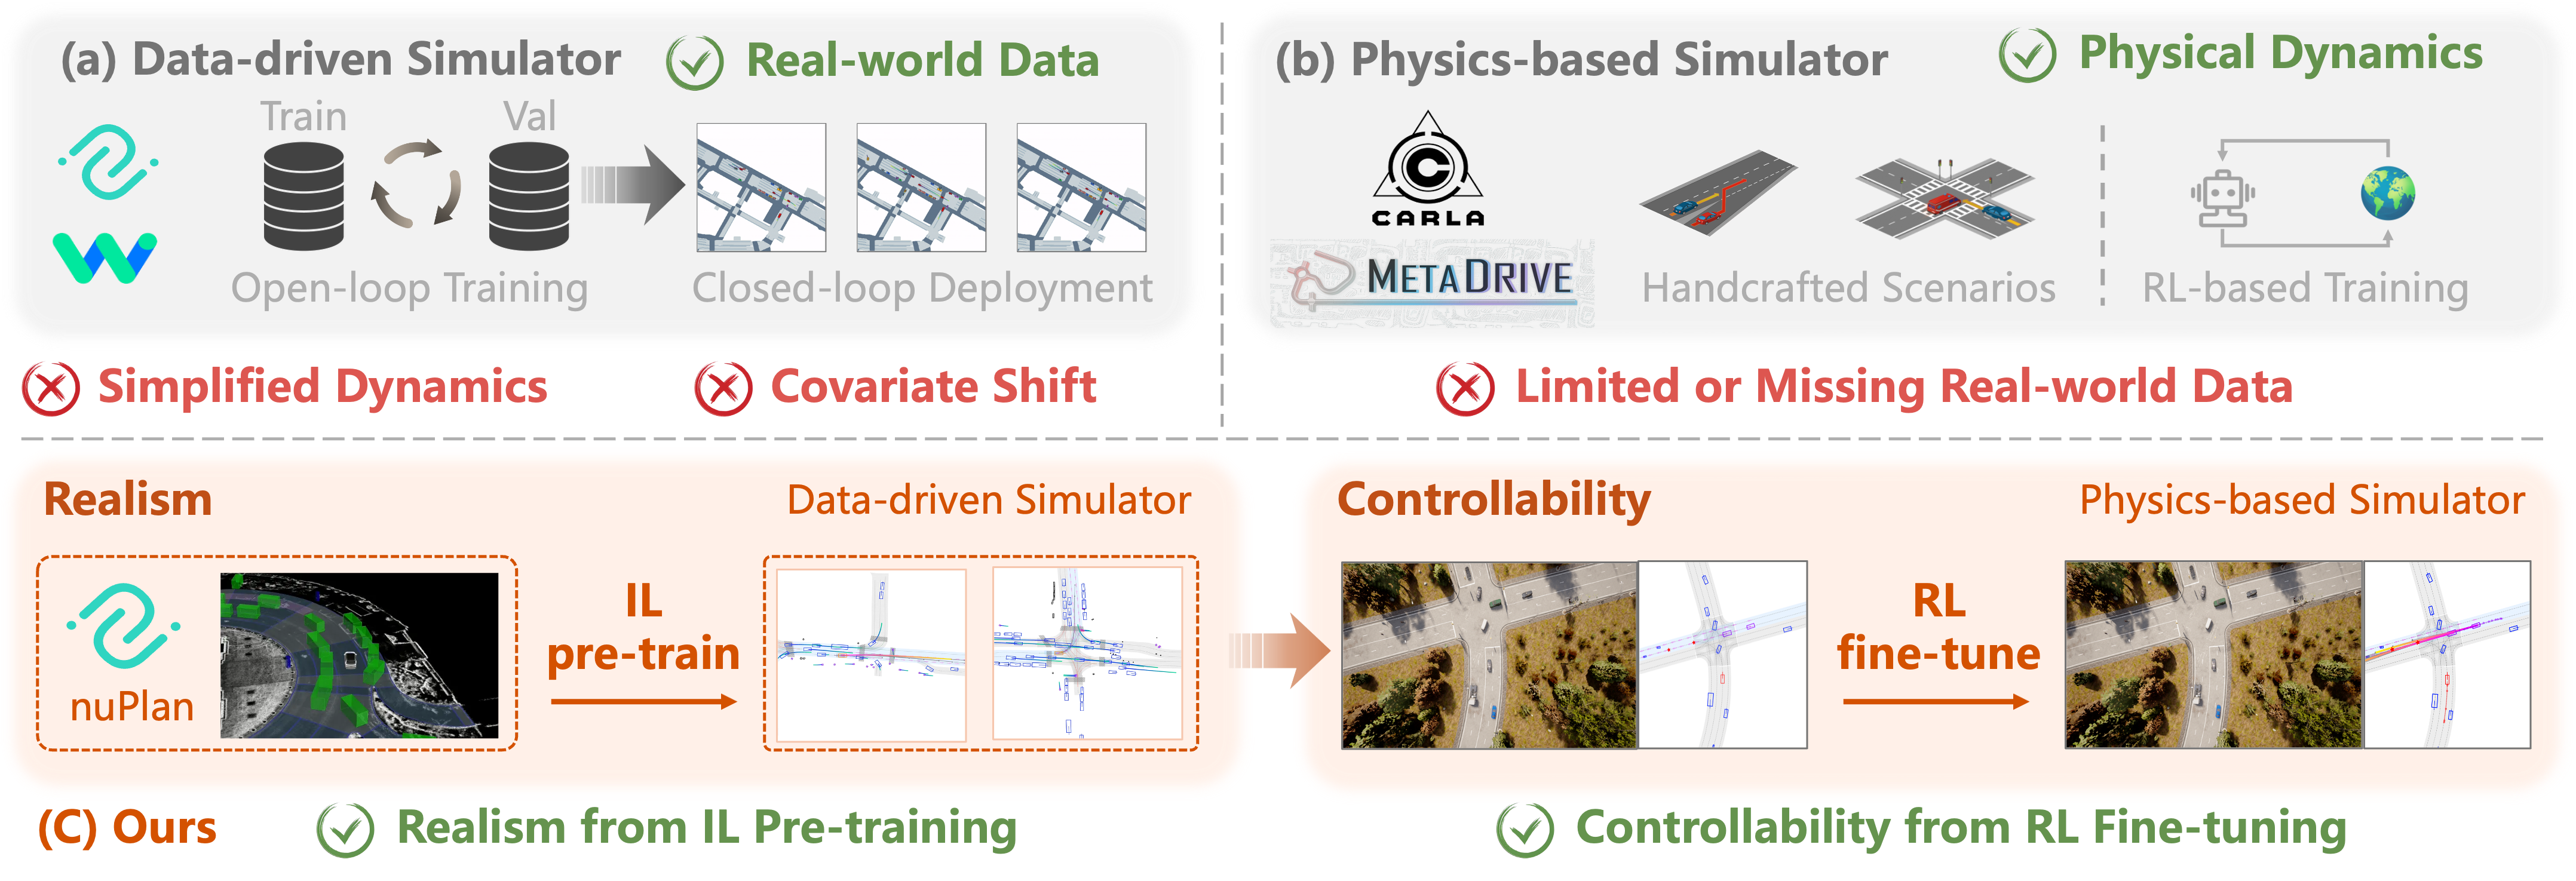 (a) Data-driven Simulator
Real-world Data
Train
Val
Open-loop Training
Closed-loop Deployment
Simplified Dynamics
Covariate Shift
(b) Physics-based Simulator
Physical Dynamics
CARLA
METADRIVE
Handcrafted Scenarios
RL-based Training
Limited or Missing Real-world Data
Realism
Data-driven Simulator
nuPlan
IL
pre-train
Controllability
Physics-based Simulator
RL
fine-tune
(C) Ours
Realism from IL Pre-training
Controllability from RL Fine-tuning